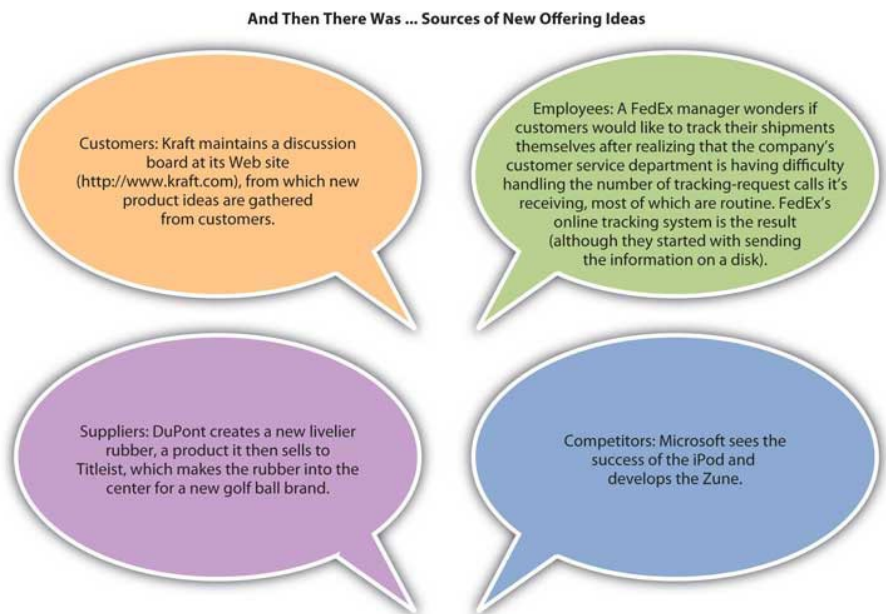 And Then There Was ... Sources of New Offering Ideas
Customers: Kraft maintains a discussion
board at its Web site
(http://www.kraft.com), from which new
product ideas are gathered
from customers.
Employees: A FedEx manager wonders if
customers would like to track their shipments
themselves after realizing that the company's
customer service department is having difficulty
handling the number of tracking-request calls it's
receiving, most of which are routine. FedEx's
online tracking system is the result
(although they started with sending
the information on a disk).
Suppliers: DuPont creates a new livelier
rubber, a product it then sells to
Titleist, which makes the rubber into the
center for a new golf ball brand.
Competitors: Microsoft sees the
success of the iPod and
develops the Zune.